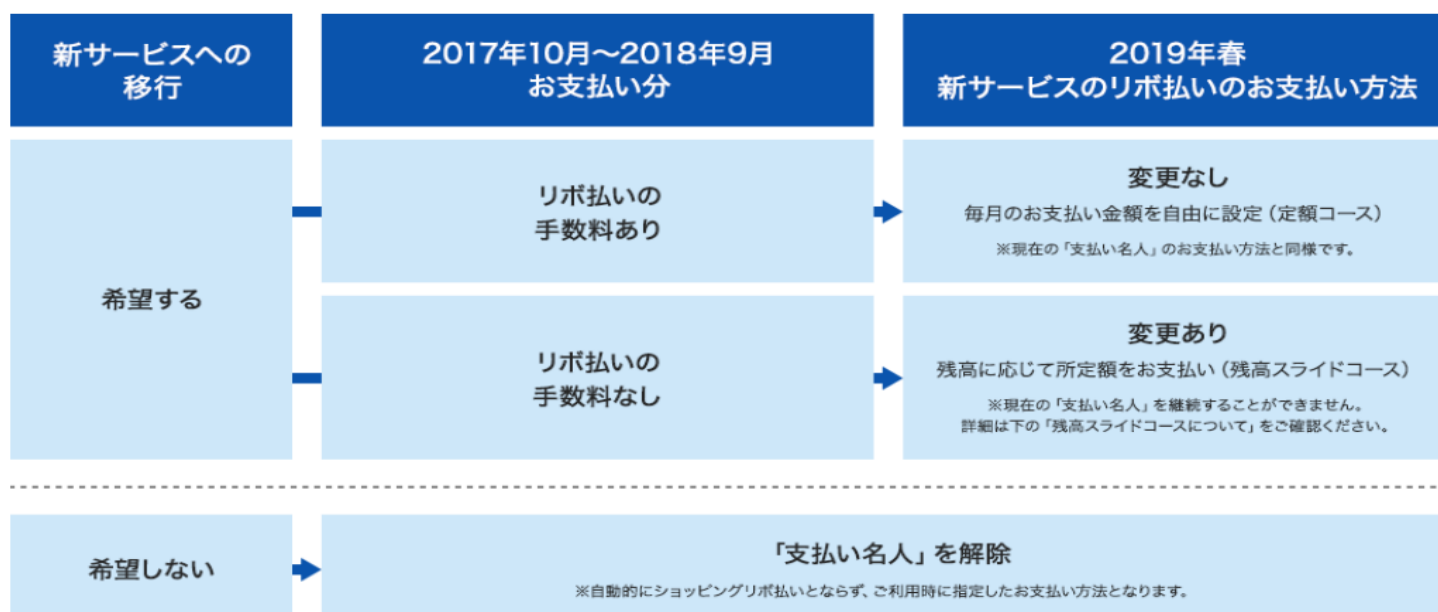 新サービスへの
移行
2017年10月～2018年9月
お支払い分
2019年春
新サービスのリボ払いのお支払い方法
希望する
リボ払いの
手数料あり
変更なし
毎月のお支払い金額を自由に設定（定額コース）
※現在の「支払い名人」のお支払い方法と同様です。
リボ払いの
手数料なし
変更あり
残高に応じて所定額をお支払い（残高スライドコース）
※現在の「支払い名人」を継続することができません。
詳細は下の「残高スライドコースについて」をご確認ください。
希望しない
「支払い名人」を解除
※自動的にショッピングリボ払いとならず、ご利用時に指定したお支払い方法となります。